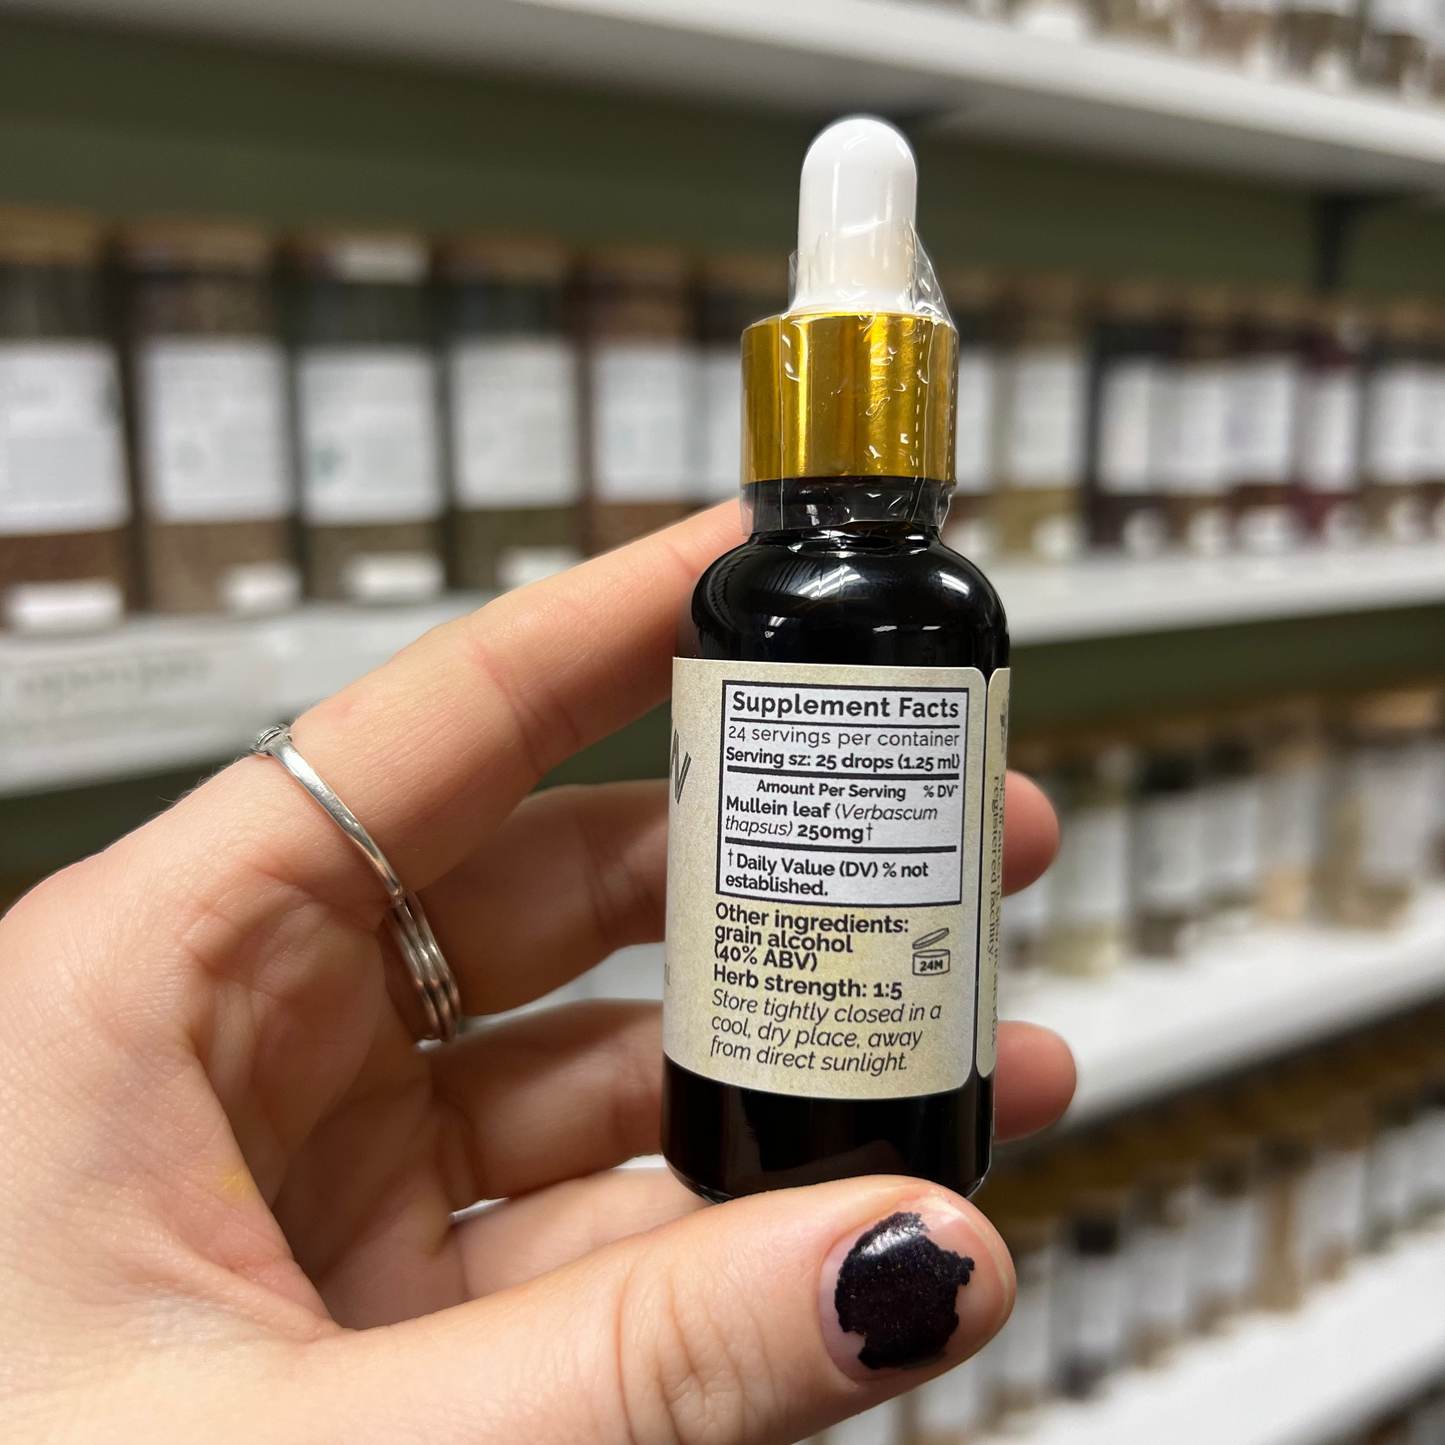 Supplement Facts
24 servings per container
Serving sz: 25 drops (1.25 ml)
Amount Per Serving % DV*
Mullein leaf (Verbascum
thapsus) 250mg†
†Daily Value (DV) % not
established.
Other ingredients:
grain alcohol
(40% ABV)
24M
Herb strength: 1:5
Store tightly closed in a
cool, dry place, away
from direct sunlight.
registered facility.